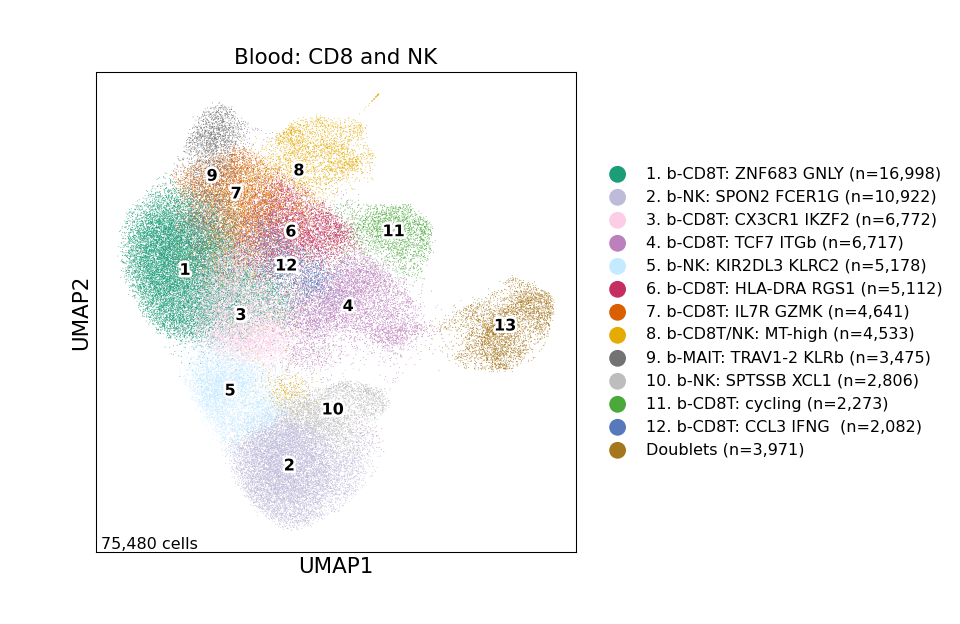 Blood: CD8 and NK
9
8
7
6
11
12
1
3
4
13
5
10
2
75,480 cells
UMAP1
UMAP2
1. b-CD8T: ZNF683 GNLY (n=16,998)
2. b-NK: SPON2 FCER1G (n=10,922)
3. b-CD8T: CX3CR1 IKZF2 (n=6,772)
4. b-CD8T: TCF7 ITGb (n=6,717)
5. b-NK: KIR2DL3 KLRC2 (n=5,178)
6. b-CD8T: HLA-DRA RGS1 (n=5,112)
7. b-CD8T: IL7R GZMK (n=4,641)
8. b-CD8T/NK: MT-high (n=4,533)
9. b-MAIT: TRAV1-2 KLRb (n=3,475)
10. b-NK: SPTSSB XCL1 (n=2,806)
11. b-CD8T: cycling (n=2,273)
12. b-CD8T: CCL3 IFNG  (n=2,082)
Doublets (n=3,971)